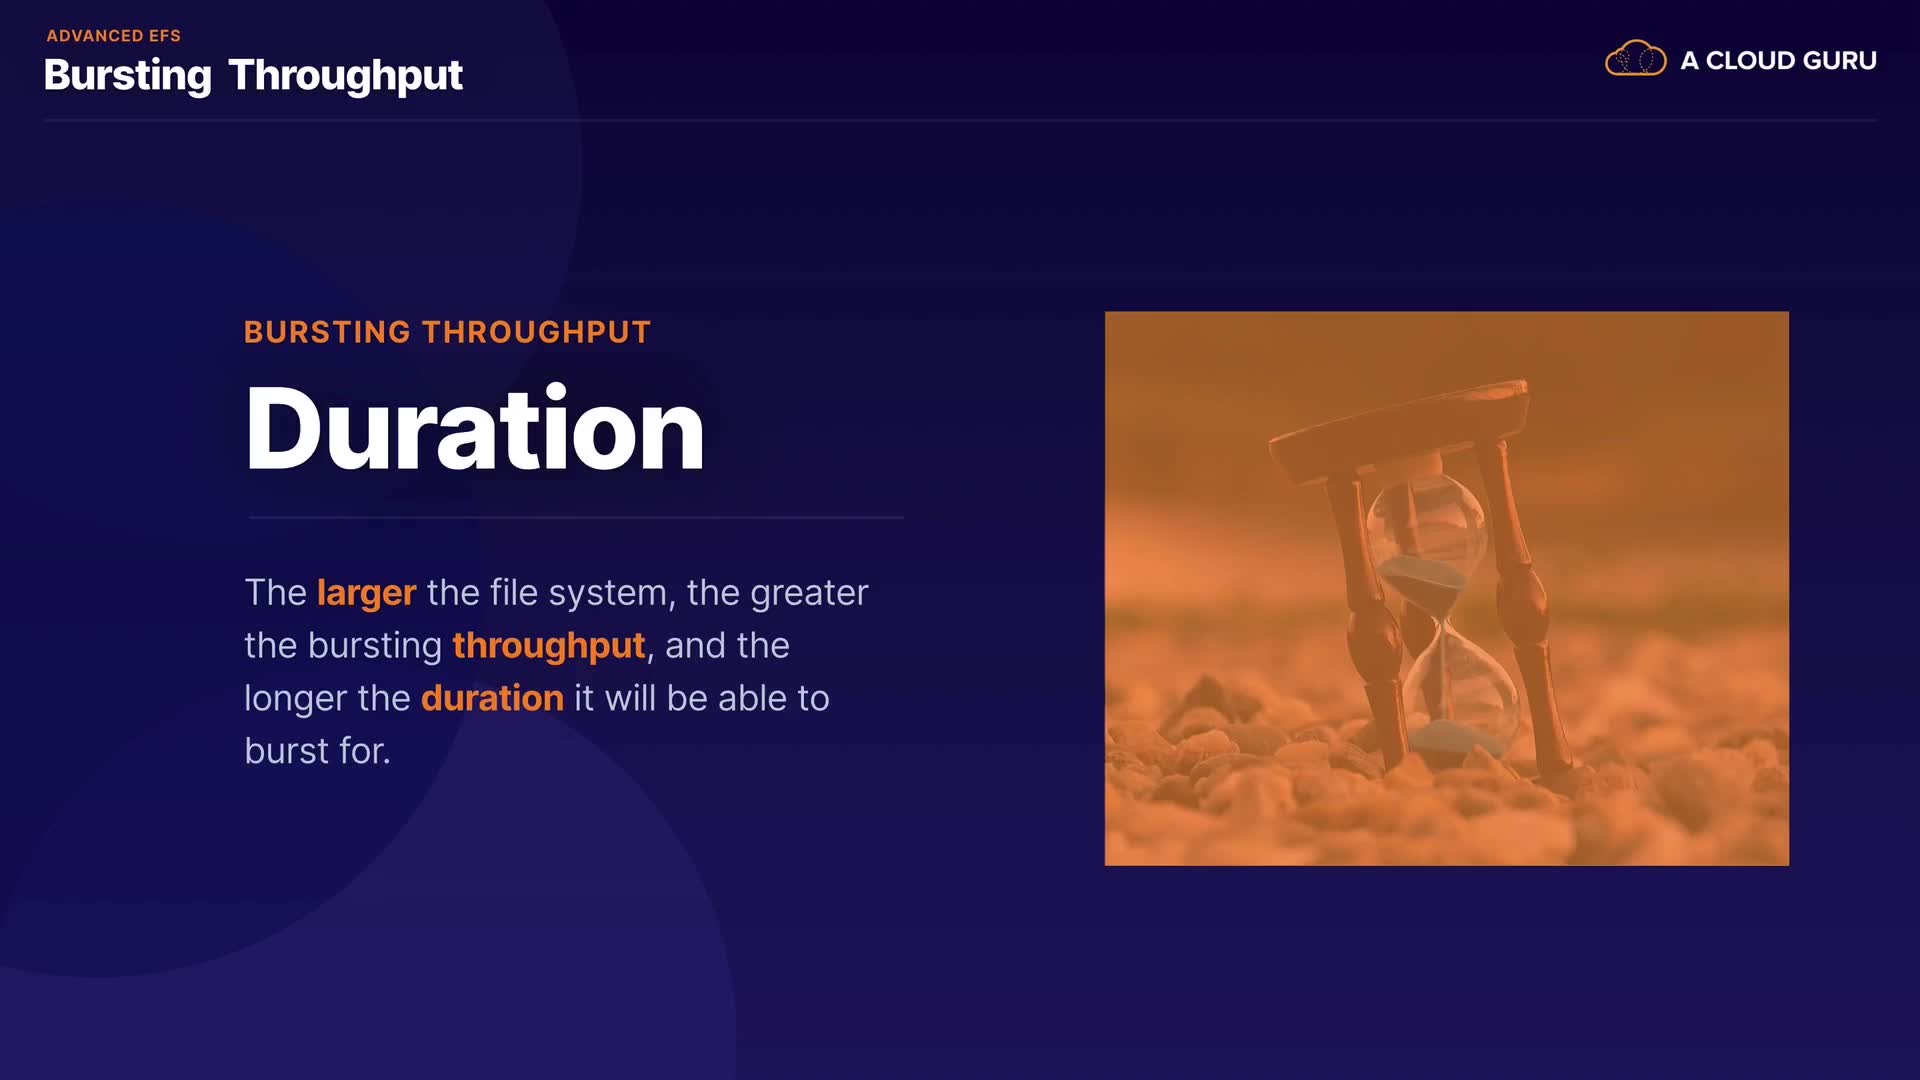 ADVANCED EFS
Bursting Throughput
A CLOUD GURU
BURSTING THROUGHPUT
Duration
The larger the file system, the greater
the bursting throughput, and the
longer the duration it will be able to
burst for.